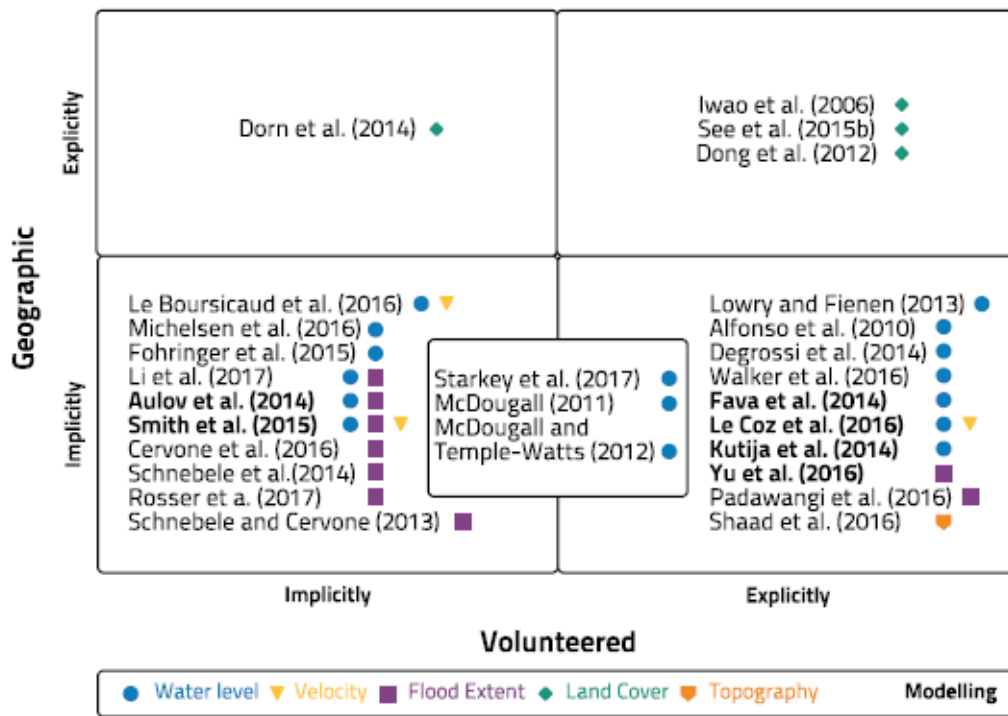 Geographic
Explicitly
Dorn et al. (2014)
Iwao et al. (2006)
See et al. (2015b)
Dong et al. (2012)
Implicitly
Le Boursicaud et al. (2016)
Michelsen et al. (2016)
Fohringer et al. (2015)
Li et al. (2017)
Aulov et al. (2014)
Smith et al. (2015)
Cervone et al. (2016)
Schnebele et al.(2014)
Rosser et a. (2017)
Schnebele and Cervone (2013)
Starkey et al. (2017)
McDougall (2011)
McDougall and
Temple-Watts (2012)
Lowry and Fienen (2013)
Alfonso et al. (2010)
Degrossi et al. (2014)
Walker et al. (2016)
Fava et al. (2014)
Le Coz et al. (2016)
Kutija et al. (2014)
Yu et al. (2016)
Padawangi et al. (2016)
Shaad et al. (2016)
Implicitly
Explicitly
Volunteered
Water level Velocity Flood Extent Land Cover Topography Modelling